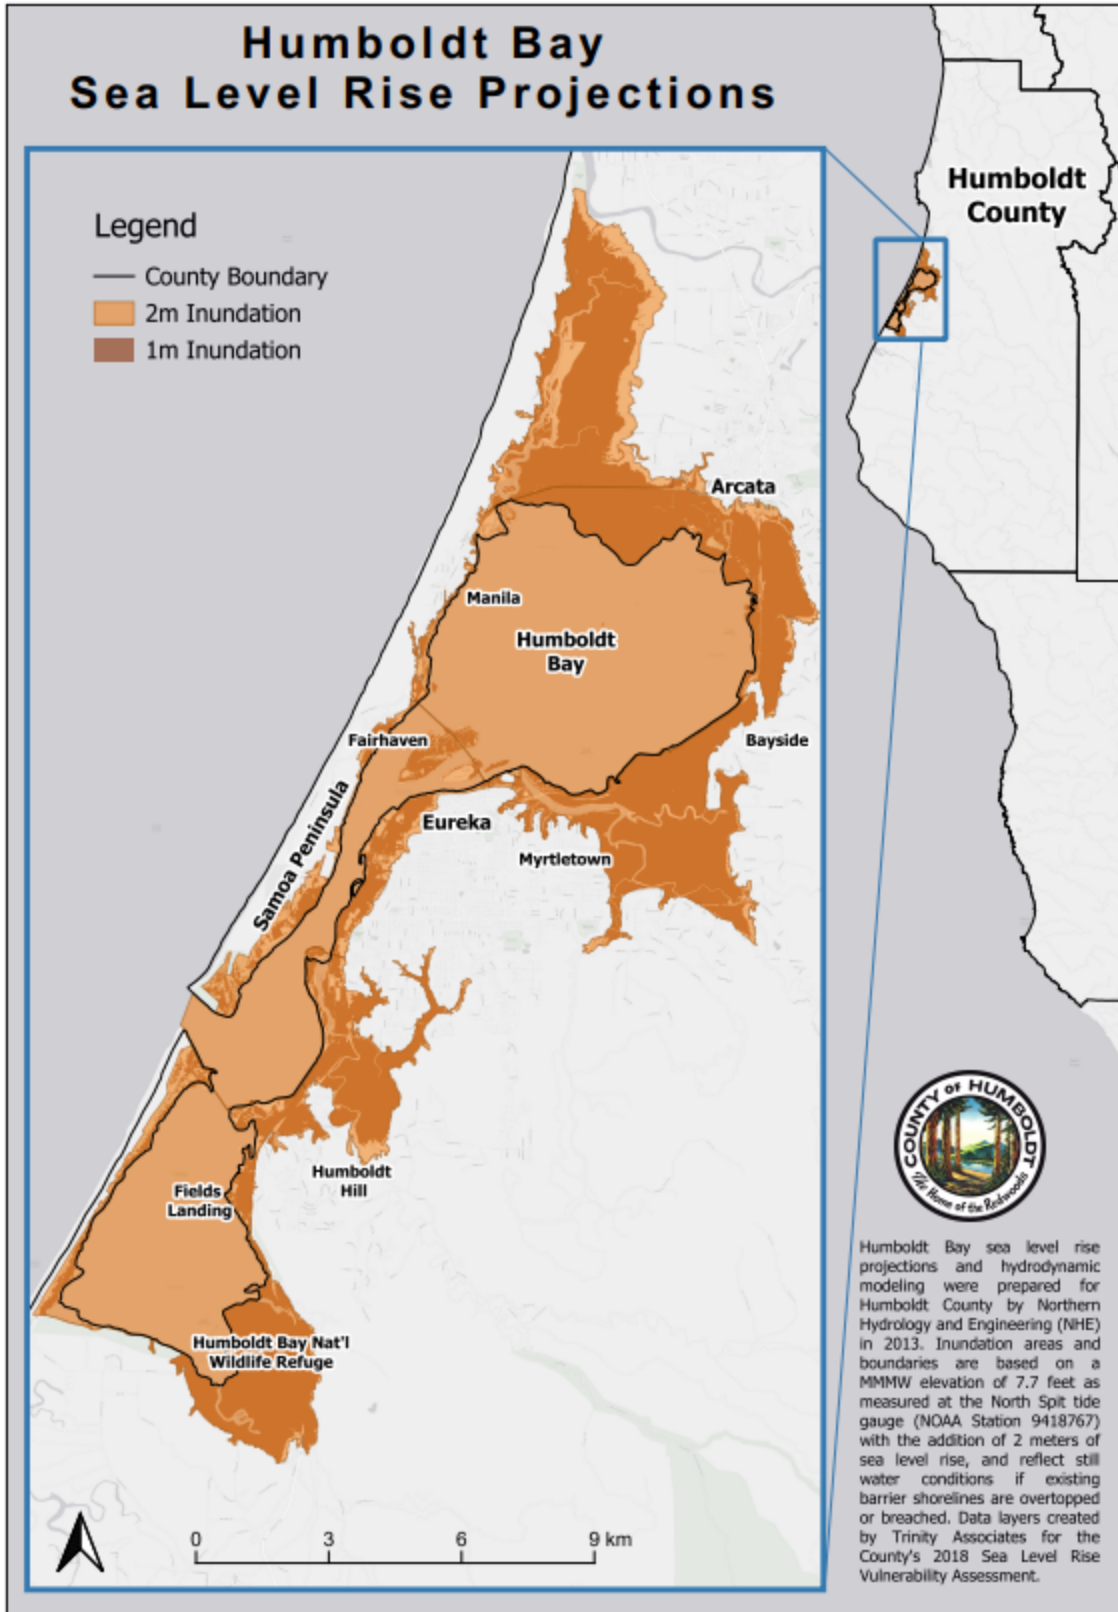 Humboldt Bay
Sea Level Rise Projections
Legend
County Boundary
2m Inundation
1m Inundation
Humboldt
County
Arcata
Manila
Humboldt
Bay
Fairhaven
Bayside
Samoa Peninsula
Eureka
Myrtletown
Humboldt
Hill
Fields
Landing
Humboldt Bay Nat'l
Wildlife Refuge
0 3 6 9 km
COUNTY OF HUMBOLDT
The Home of the Redwoods
Humboldt Bay sea level rise
projections and hydrodynamic
modeling were prepared for
Humboldt County by Northern
Hydrology and Engineering (NHE)
in 2013. Inundation areas and
boundaries are based on a
MMMW elevation of 7.7 feet as
measured at the North Spit tide
gauge (NOAA Station 9418767)
with the addition of 2 meters of
sea level rise, and reflect still
water conditions if existing
barrier shorelines are overtopped
or breached. Data layers created
by Trinity Associates for the
County's 2018 Sea Level Rise
Vulnerability Assessment.